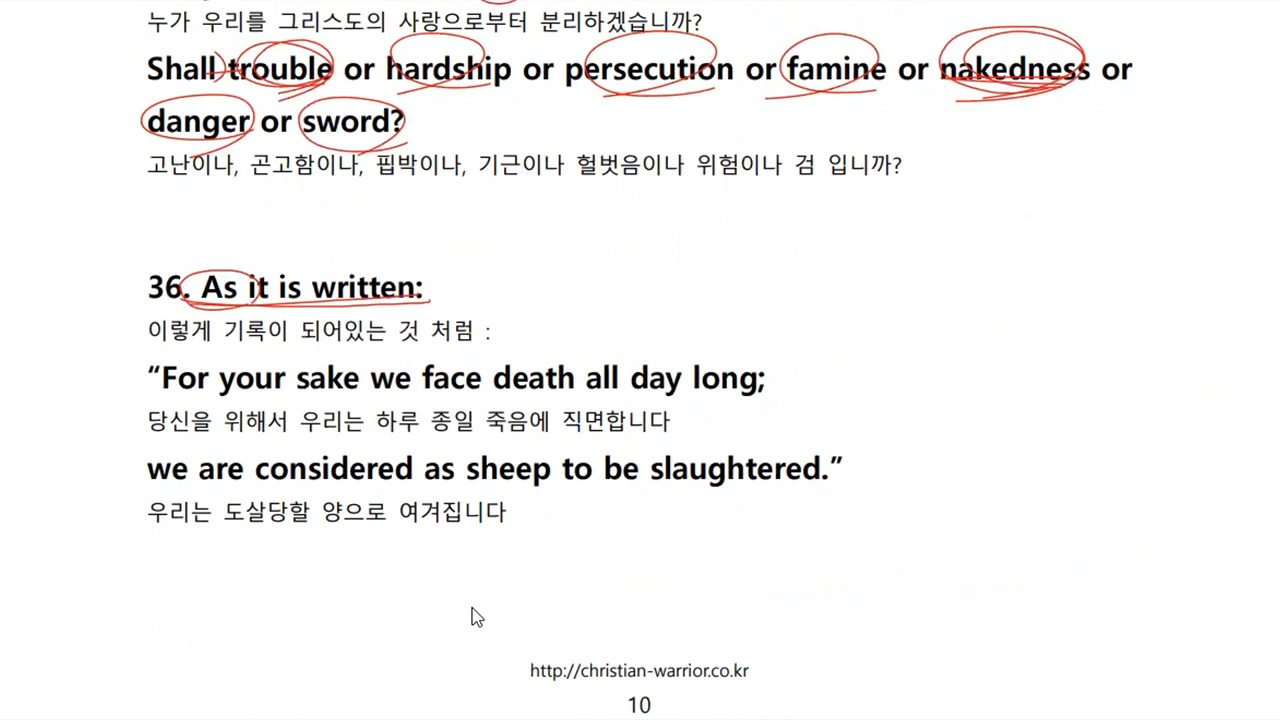 누가 우리를 그리스도의 사랑으로부터 분리하겠습니까?
Shall trouble or hardship or persecution or famine or nakedness or
danger or sword?
고난이나, 곤고함이나, 핍박이나, 기근이나 헐벗음이나 위험이나 검 입니까?
36. As it is written:
이렇게 기록이 되어있는 것 처럼 :
“For your sake we face death all day long;
당신을 위해서 우리는 하루 종일 죽음에 직면합니다
we are considered as sheep to be slaughtered.”
우리는 도살당할 양으로 여겨집니다
http://christian-warrior.co.kr
10